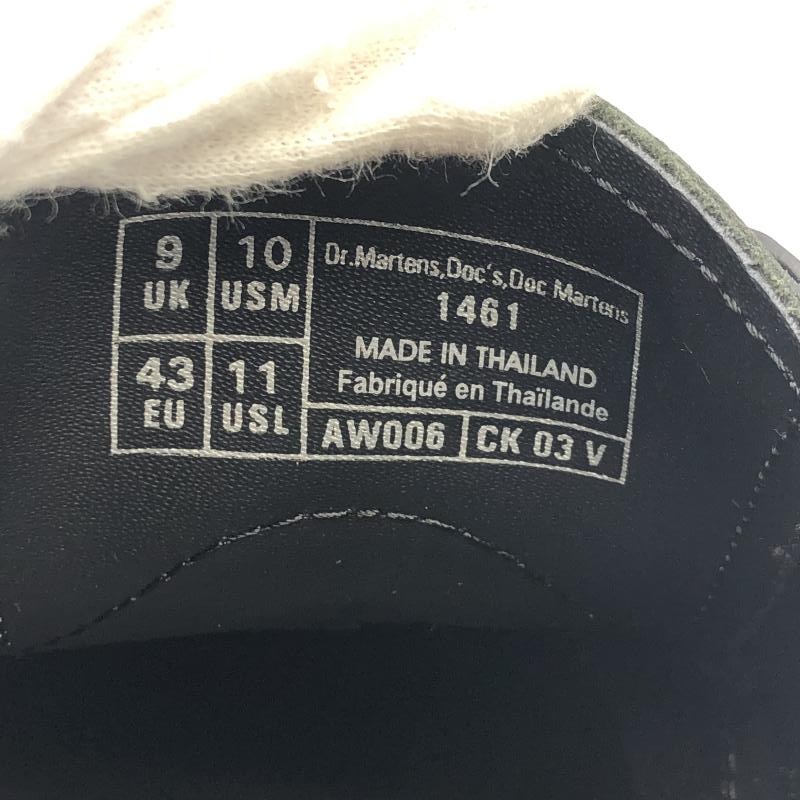 9
UK
10
USM
43
EU
11
USL
Dr.Martens,Doc's,Doc Martens
1461
MADE IN THAILAND
Fabriqué en Thaïlande
AW006
CK 03 V